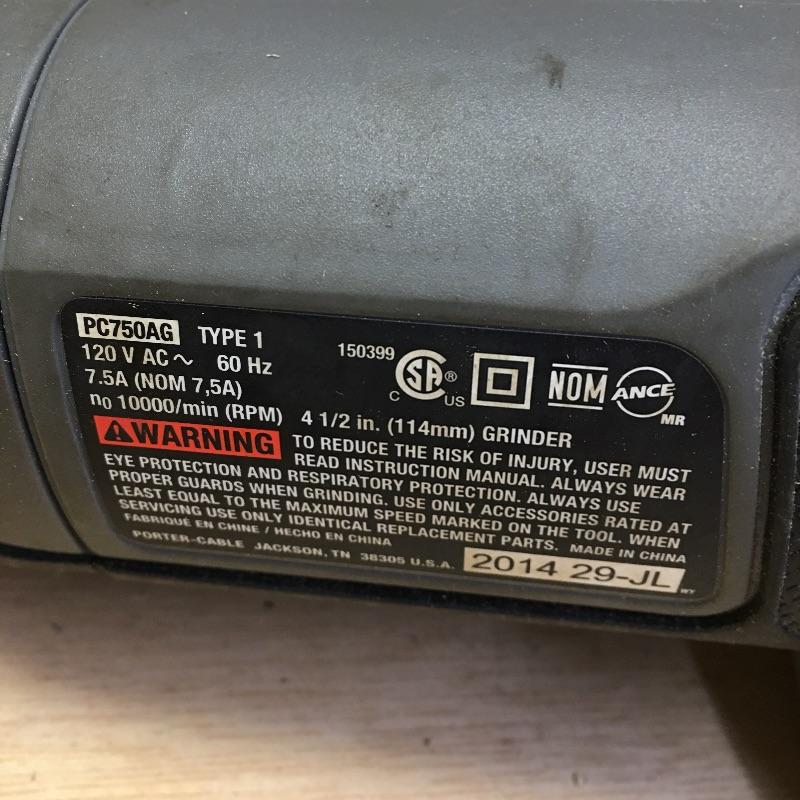 PC750AG TYPE 1
120 V AC ~ 60 Hz
7.5A (NOM 7,5A)
n0 10000/min (RPM) 4 1/2 in. (114mm) GRINDER
150399 C SA ® US NOM ANCE MR
WARNING TO REDUCE THE RISK OF INJURY, USER MUST
READ INSTRUCTION MANUAL. ALWAYS WEAR
EYE PROTECTION AND RESPIRATORY PROTECTION. ALWAYS USE
PROPER GUARDS WHEN GRINDING. USE ONLY ACCESSORIES RATED AT
LEAST EQUAL TO THE MAXIMUM SPEED MARKED ON THE TOOL. WHEN
SERVICING USE ONLY IDENTICAL REPLACEMENT PARTS. MADE IN CHINA
FABRIQUÉ EN CHINE / HECHO EN CHINA
PORTER-CABLE JACKSON, TN 38305 U.S.A. 2014 29-JL WY